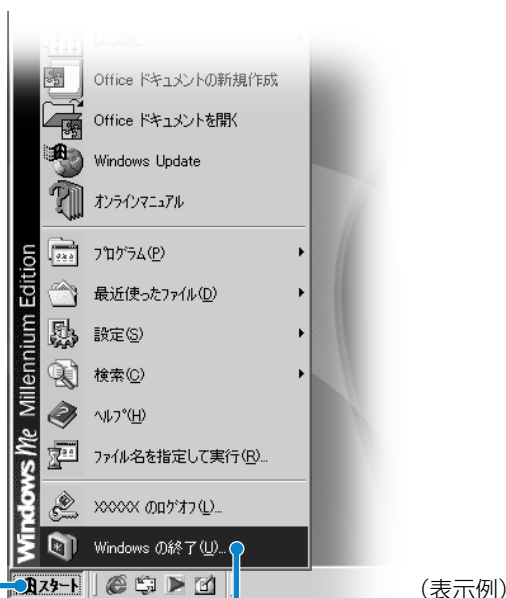 Office ドキュメントの新規作成
Office ドキュメントを開く
Windows Update
オンラインマニュアル
プログラム(P)
最近使ったファイル(D)
設定(S)
検索(C)
ヘルプ(H)
ファイル名を指定して実行(R)...
XXXXX のログオフ(L)...
Windows の終了(U)...
Windows Me Millennium Edition
スタート
(表示例)